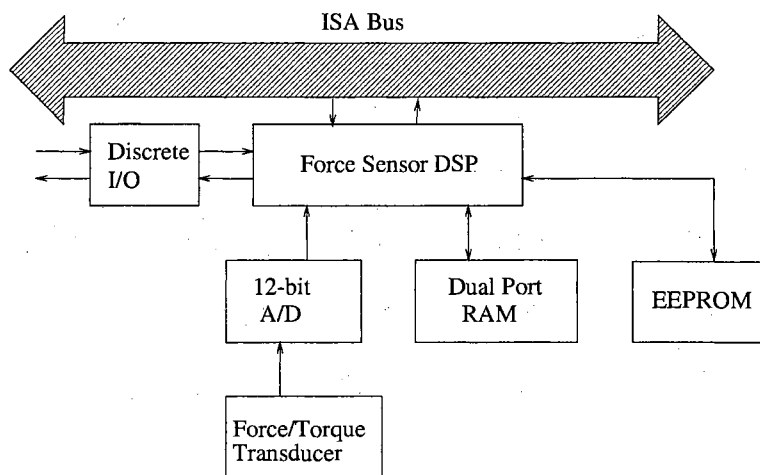 ISA Bus
Discrete
I/O
Force Sensor DSP
12-bit
A/D
Dual Port
RAM
EEPROM
Force/Torque
Transducer